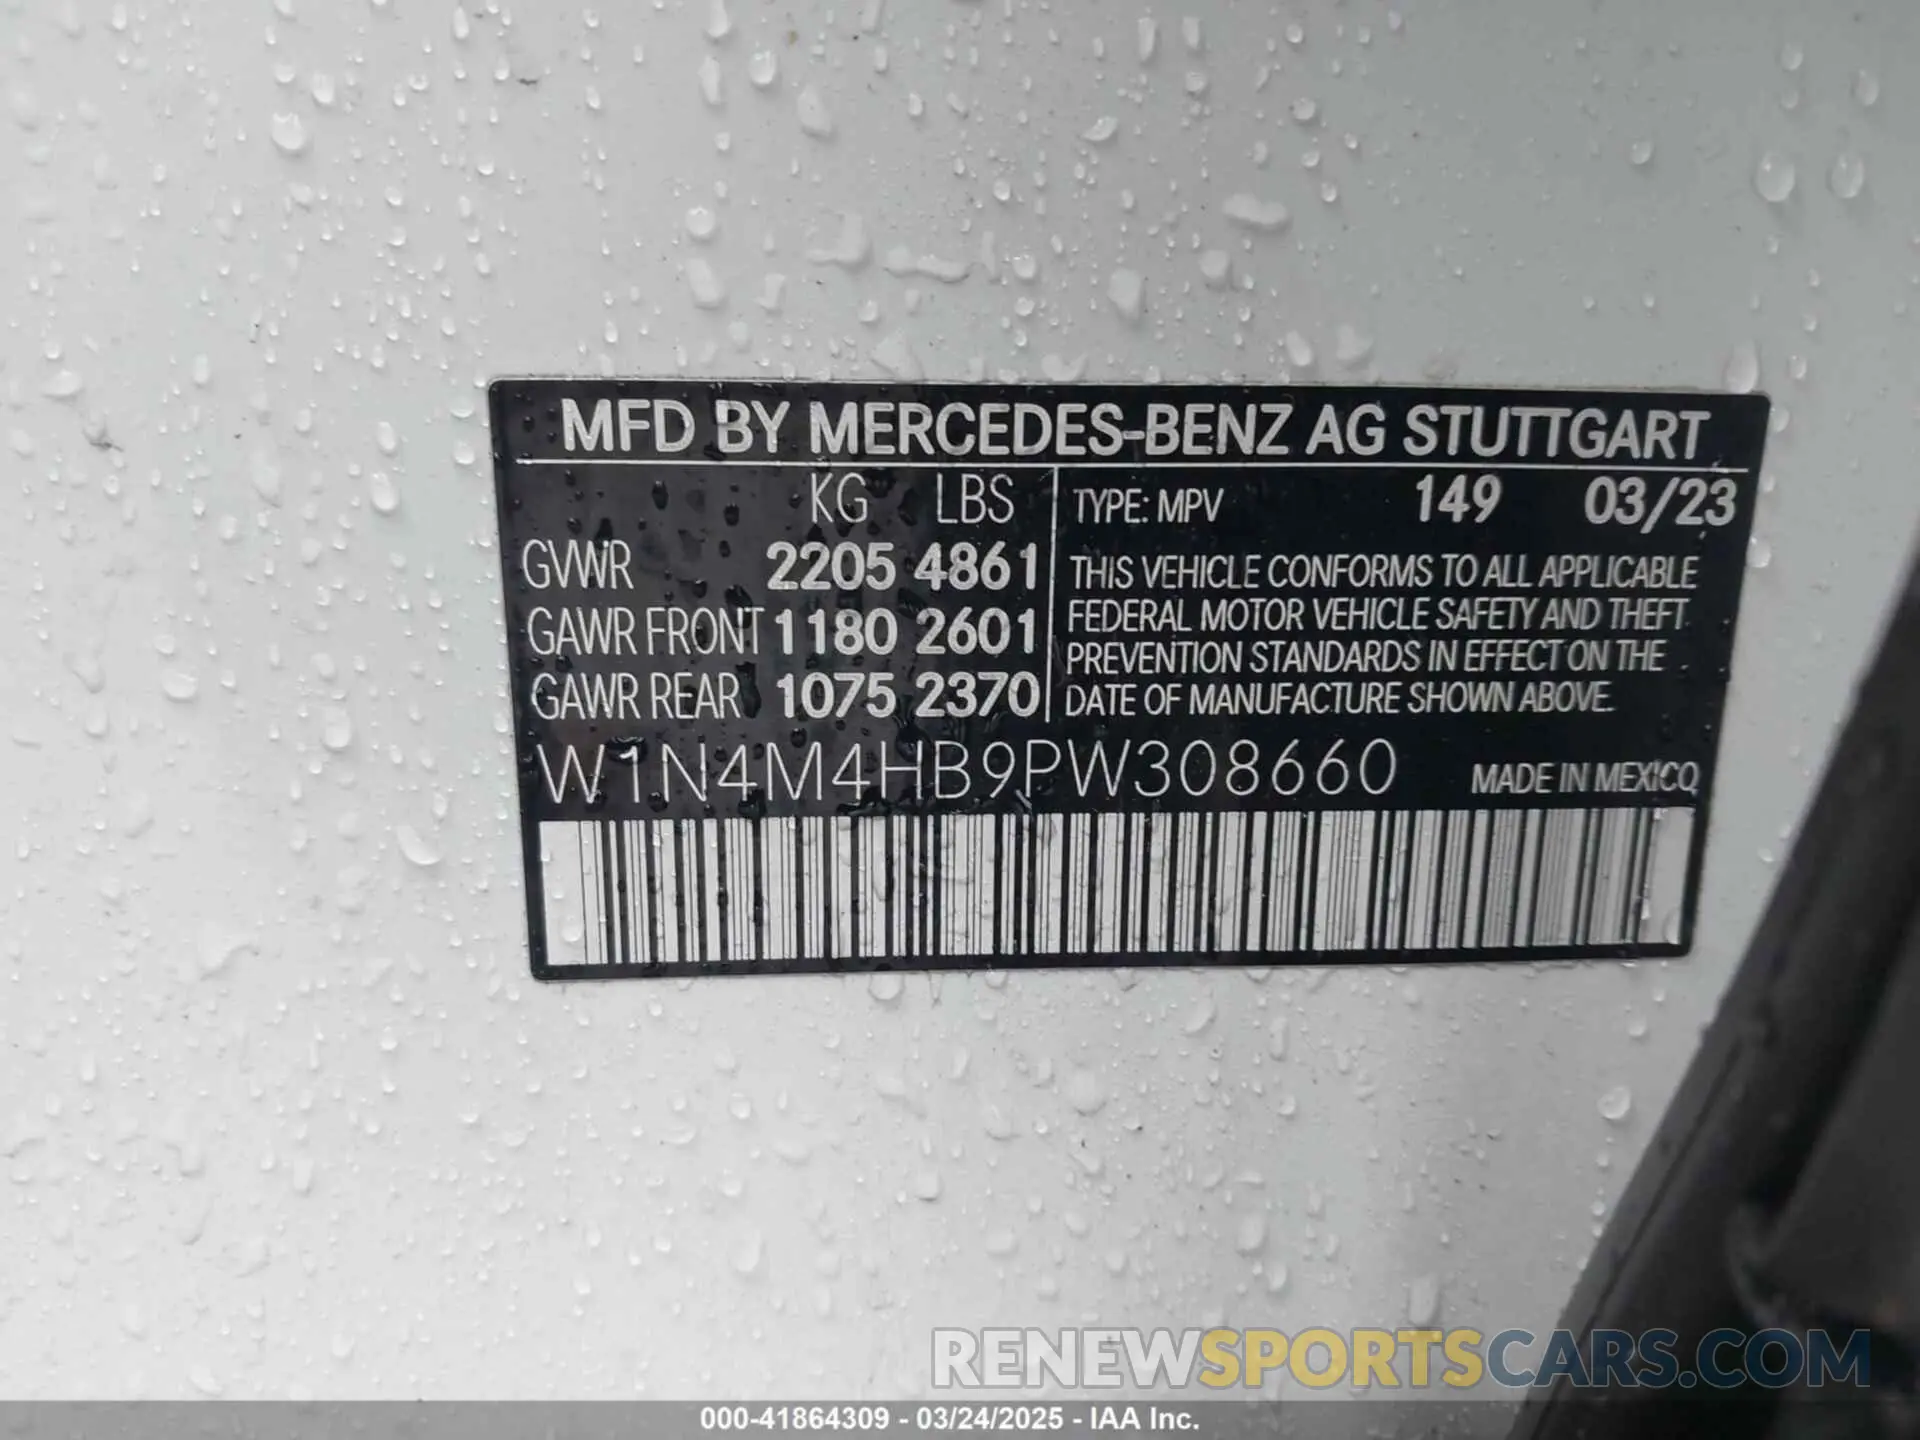 MFD BY MERCEDES-BENZ AG STUTTGART
KG LBS
GVWR 2205 4861
GAWR FRONT 1180 2601
GAWR REAR 1075 2370
TYPE: MPV 149 03/23
THIS VEHICLE CONFORMS TO ALL APPLICABLE
FEDERAL MOTOR VEHICLE SAFETY AND THEFT
PREVENTION STANDARDS IN EFFECT ON THE
DATE OF MANUFACTURE SHOWN ABOVE.
W1N4M4HB9PW308660 MADE IN MEXICO
RENEWSPORTSCARS.COM
000-41864309 - 03/24/2025 - IAA Inc.